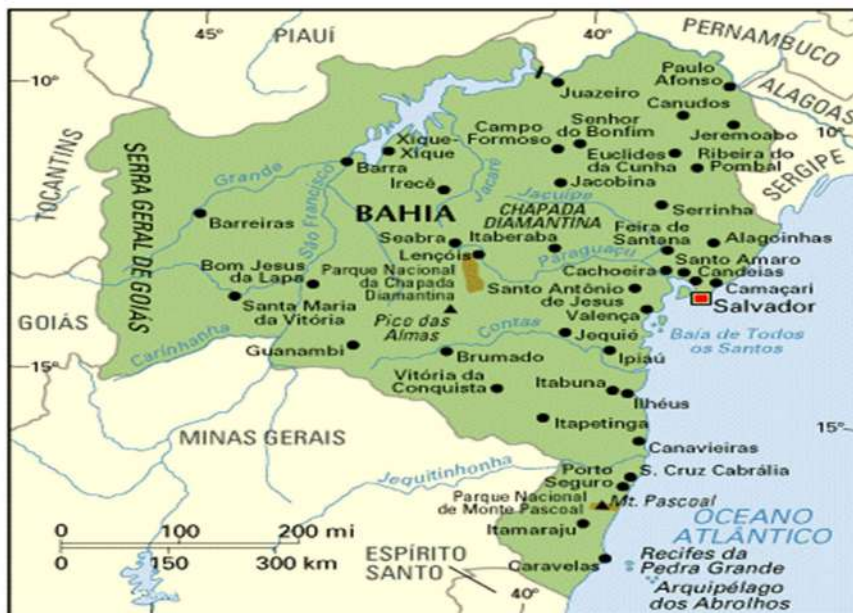 45°
40°
PIAUÍ
PERNAMBUCO
10°
Paulo
Afonso
ALAGOAS
Juazeiro
Canudos
10°
TOCANTINS
SERRA GERAL DE GOIÁS
Xique-
Xique
Campo
Formoso
Senhor
do Bonfim
Jeremoabo
Euclides
da Cunha
Ribeira do
Pombal
SERGIPE
Grande
Barra
Irecê
Jacaré
Jacobina
Jacuípe
São Francisco
BAHIA
CHAPADA
DIAMANTINA
Serrinha
Barreiras
Seabra
Itaberaba
Feira de
Santana
Alagoinhas
Lençóis
Paraguaçu
Santo Amaro
Bom Jesus
da Lapa
Parque Nacional
da Chapada
Diamantina
Cachoeira
Candeias
Camaçari
Santo Antônio
de Jesus
Salvador
GOIÁS
Santa Maria
da Vitória
Pico das
Almas
Valença
Contas
Jequié
Baía de Todos
os Santos
Carinhanha
Guanambi
Brumado
Ipiaú
15°
Vitória da
Conquista
Itabuna
Ilhéus
Itapetinga
15°
MINAS GERAIS
Canavieiras
Jequitinhonha
Porto
Seguro
S. Cruz Cabrália
Parque Nacional
de Monte Pascoal
Mt. Pascoal
0 100 200 mi
0 150 300 km
Itamaraju
OCEANO
ATLÂNTICO
ESPÍRITO
SANTO
Caravelas
Recifes da
Pedra Grande
40°
Arquipélago
dos Abrolhos